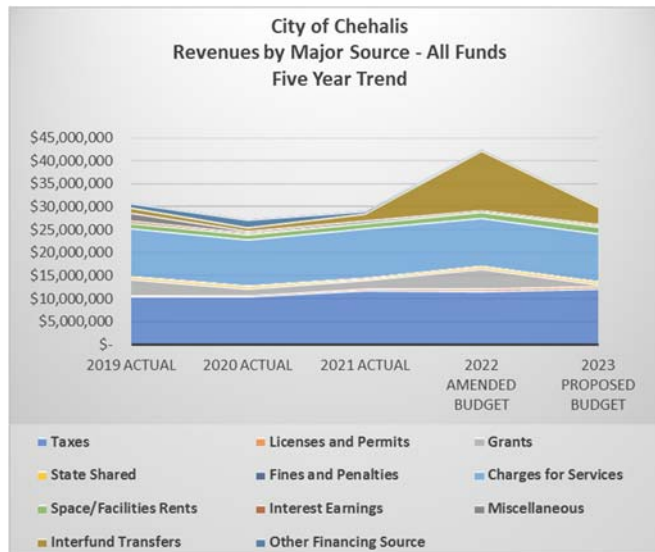 City of Chehalis
Revenues by Major Source - All Funds
Five Year Trend
$45,000,000
$40,000,000
$35,000,000
$30,000,000
$25,000,000
$20,000,000
$15,000,000
$10,000,000
$5,000,000
$-
2019 ACTUAL 2020 ACTUAL 2021 ACTUAL 2022 AMENDED BUDGET 2023 PROPOSED BUDGET
Taxes Licenses and Permits Grants
State Shared Fines and Penalties Charges for Services
Space/Facilities Rents Interest Earnings Miscellaneous
Interfund Transfers Other Financing Source